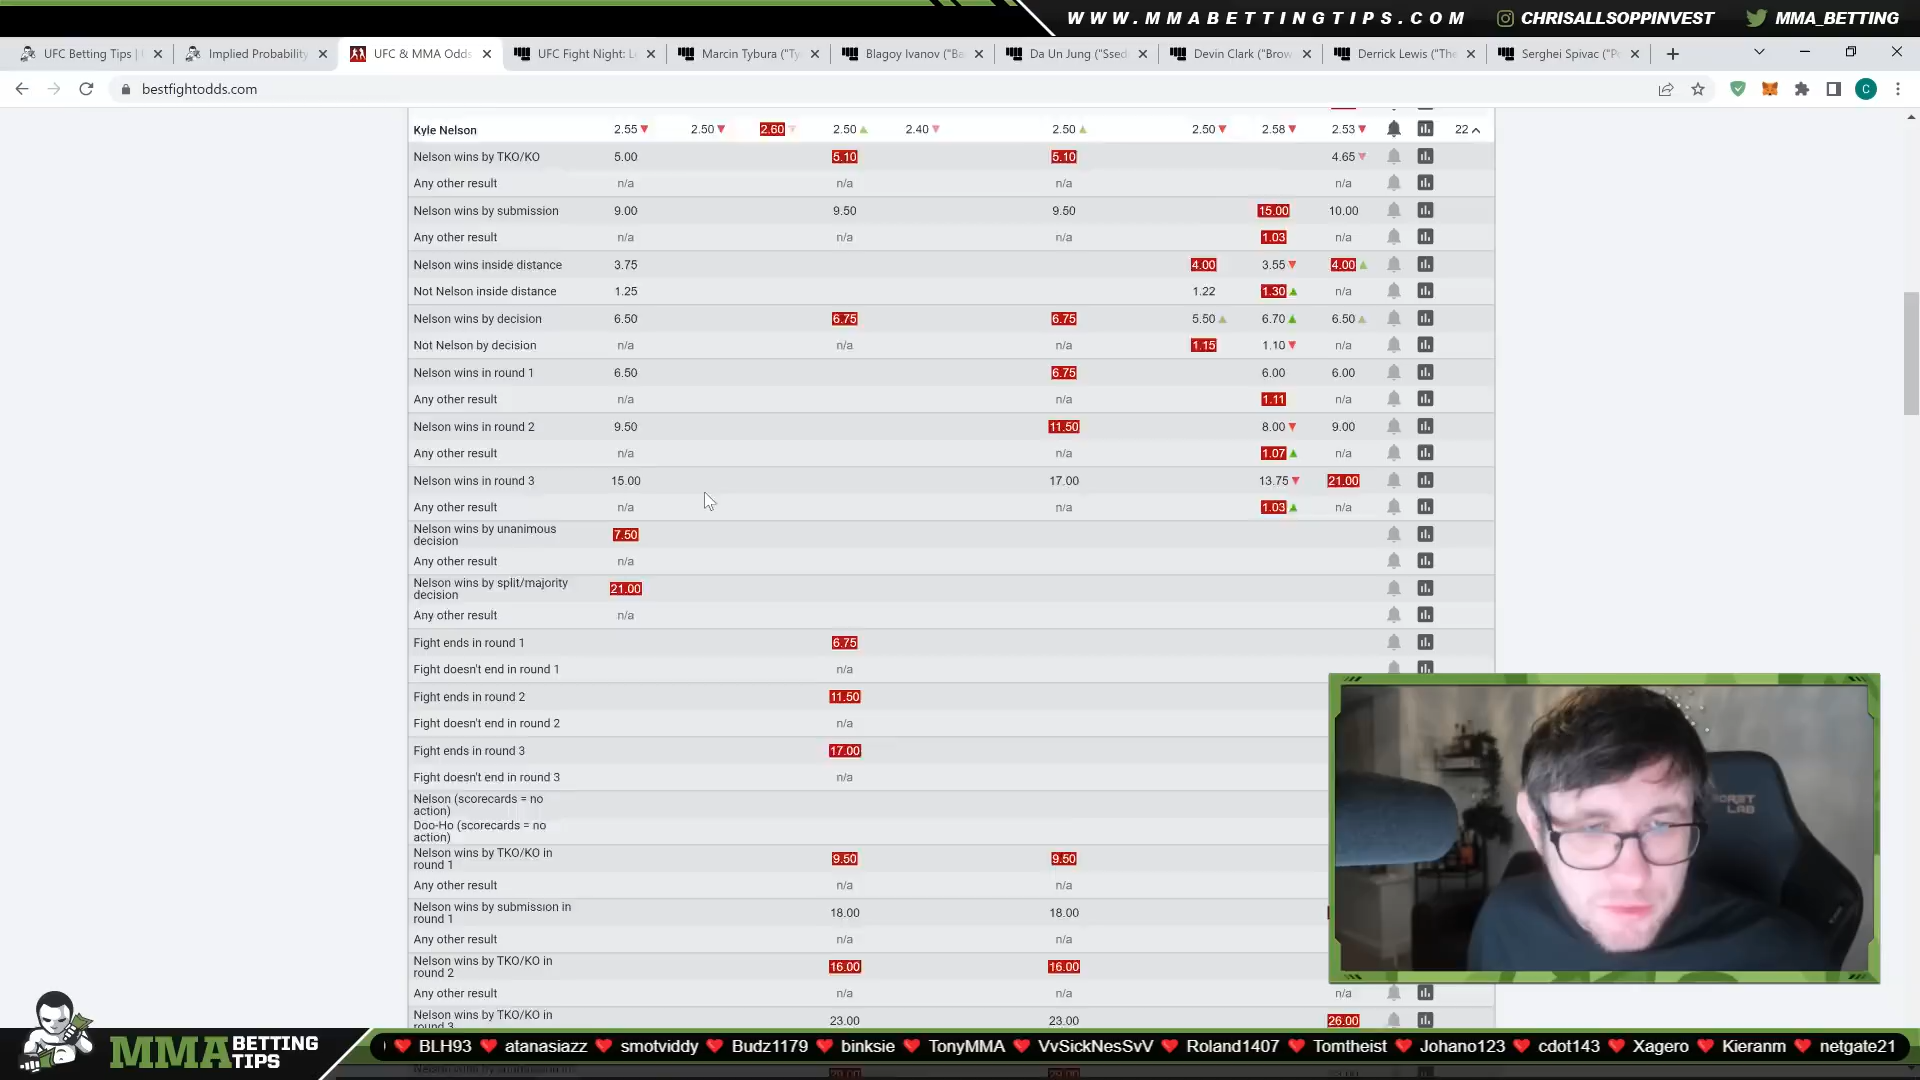 WWW.MMABETTINGTIPS.COM
CHRISALLSOPPINVEST
MMA_BETTING
UFC Betting Tips |
Implied Probability
UFC & MMA Odds
UFC Fight Night: L
Marcin Tybura ("Ty
Blagoy Ivanov ("Ba
Da Un Jung ("Ssed
Devin Clark ("Brow
Derrick Lewis ("The
Serghei Spivac ("P
bestfightodds.com
C
Kyle Nelson 2.55 2.50 2.60 2.50 2.40 2.50 2.50 2.58 2.53 22
Nelson wins by TKO/KO 5.00 5.10 5.10 4.65
Any other result n/a n/a n/a n/a
Nelson wins by submission 9.00 9.50 9.50 15.00 10.00
Any other result n/a n/a n/a 1.03 n/a
Nelson wins inside distance 3.75 4.00 3.55 4.00
Not Nelson inside distance 1.25 1.22 1.30 n/a
Nelson wins by decision 6.50 6.75 6.75 5.50 6.70 6.50
Not Nelson by decision n/a n/a n/a 1.15 1.10 n/a
Nelson wins in round 1 6.50 6.75 6.00 6.00
Any other result n/a n/a 1.11 n/a
Nelson wins in round 2 9.50 11.50 8.00 9.00
Any other result n/a n/a 1.07 n/a
Nelson wins in round 3 15.00 17.00 13.75 21.00
Any other result n/a n/a 1.03 n/a
Nelson wins by unanimous
decision 7.50
Any other result n/a
Nelson wins by split/majority
decision 21.00
Any other result n/a
Fight ends in round 1 6.75
Fight doesn't end in round 1 n/a
Fight ends in round 2 11.50
Fight doesn't end in round 2 n/a
Fight ends in round 3 17.00
Fight doesn't end in round 3 n/a
Nelson (scorecards = no
action)
Doo-Ho (scorecards = no
action)
Nelson wins by TKO/KO in
round 1 9.50 9.50
Any other result n/a n/a
Nelson wins by submission in
round 1 18.00 18.00
Any other result n/a n/a
Nelson wins by TKO/KO in
round 2 16.00 16.00
Any other result n/a n/a n/a
Nelson wins by TKO/KO in
round 3 23.00 23.00 26.00
SECRET
LAB
MMA BETTING
TIPS
BLH93 atanasiazz smotviddy Budz1179 binksie TonyMMA VvSickNesSvV Roland1407 Tomtheist Johano123 cdot143 Xagero Kieranm netgate21